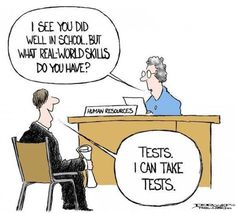 I SEE YOU DID
WELL IN SCHOOL, BUT
WHAT REAL-WORLD SKILLS
DO YOU HAVE?
HUMAN RESOURCES
TESTS.
I CAN TAKE
TESTS.